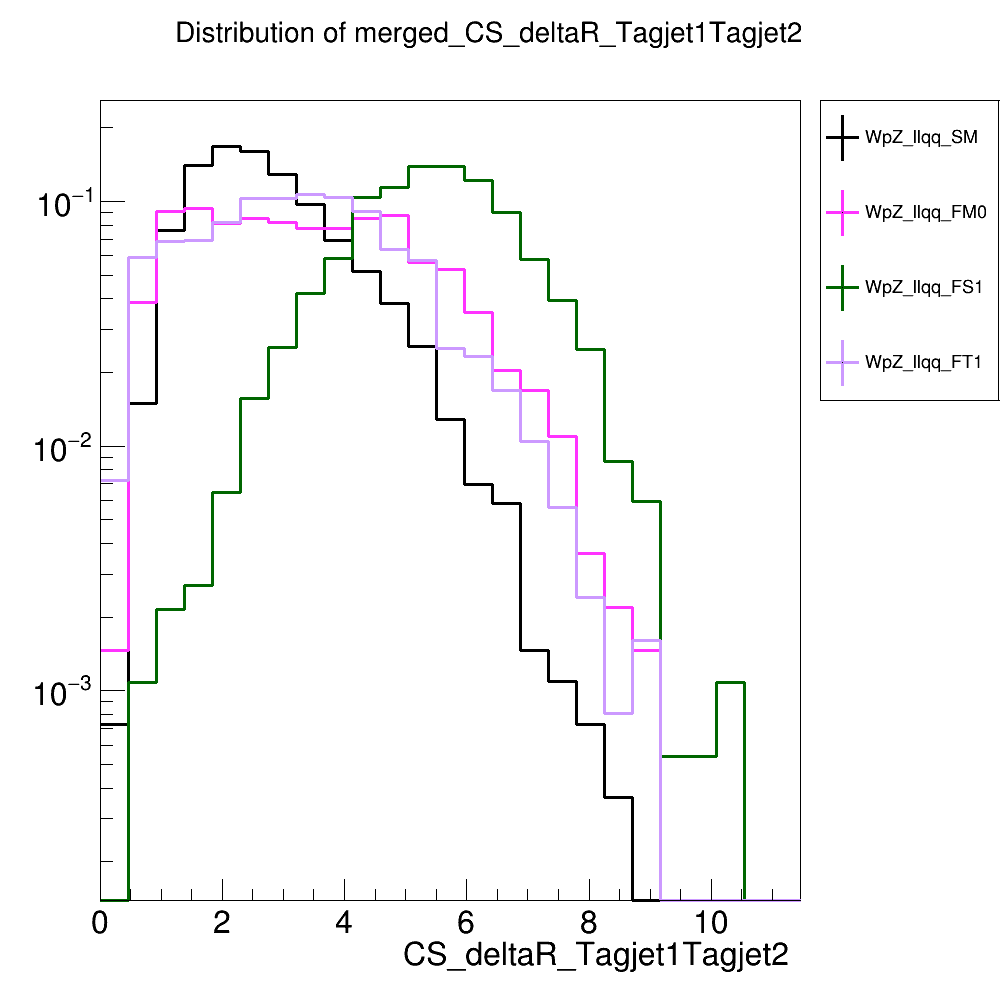 Distribution of merged_CS_deltaR_Tagjet1Tagjet2
WpZ_llqq_SM
WpZ_llqq_FM0
WpZ_llqq_FS1
WpZ_llqq_FT1
10⁻¹
10⁻²
10⁻³
0 2 4 6 8 10
CS_deltaR_Tagjet1Tagjet2